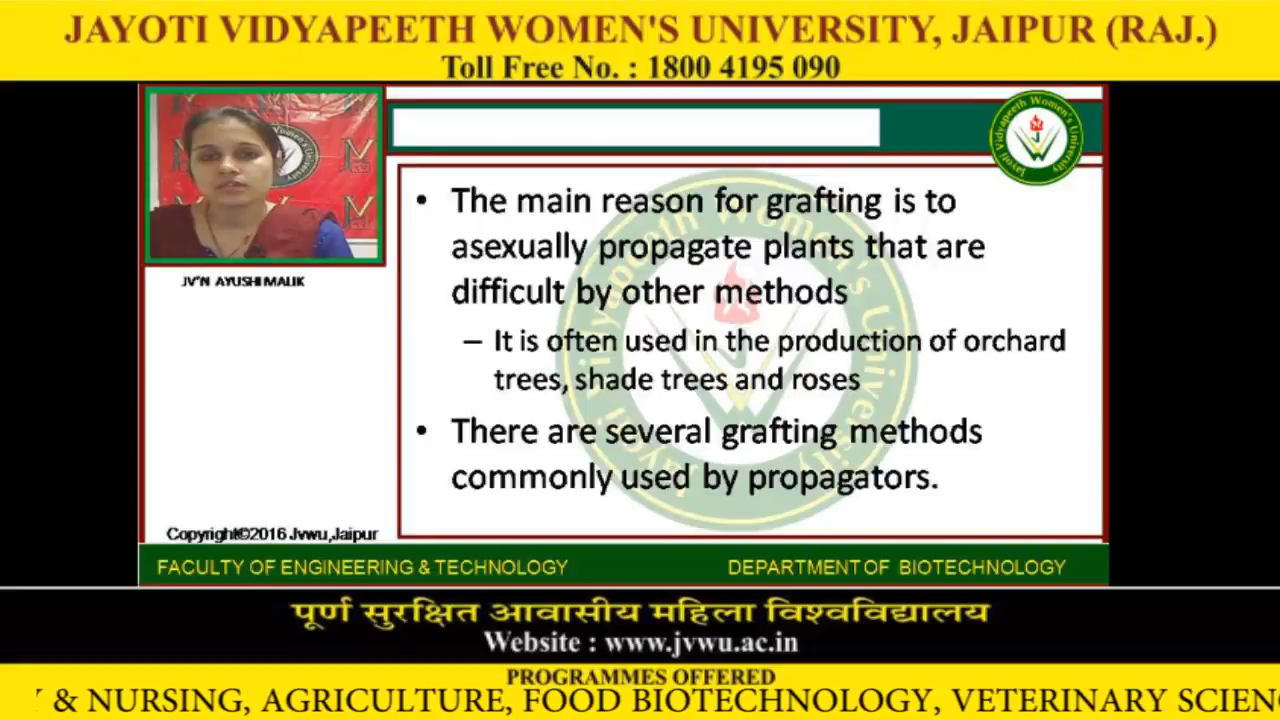 JAYOTI VIDYAPEETH WOMEN'S UNIVERSITY, JAIPUR (RAJ.)
Toll Free No. : 1800 4195 090
Jayoti Vidyapeeth Women's University
JV'N AYUSHI MALIK
• The main reason for grafting is to
asexually propagate plants that are
difficult by other methods
– It is often used in the production of orchard
trees, shade trees and roses
• There are several grafting methods
commonly used by propagators.
Copyright©2016 Jvwu,Jaipur
FACULTY OF ENGINEERING & TECHNOLOGY
DEPARTMENT OF BIOTECHNOLOGY
पूर्ण सुरक्षित आवासीय महिला विश्वविद्यालय
Website : www.jvwu.ac.in
PROGRAMMES OFFERED
& NURSING, AGRICULTURE, FOOD BIOTECHNOLOGY, VETERINARY SCIEN